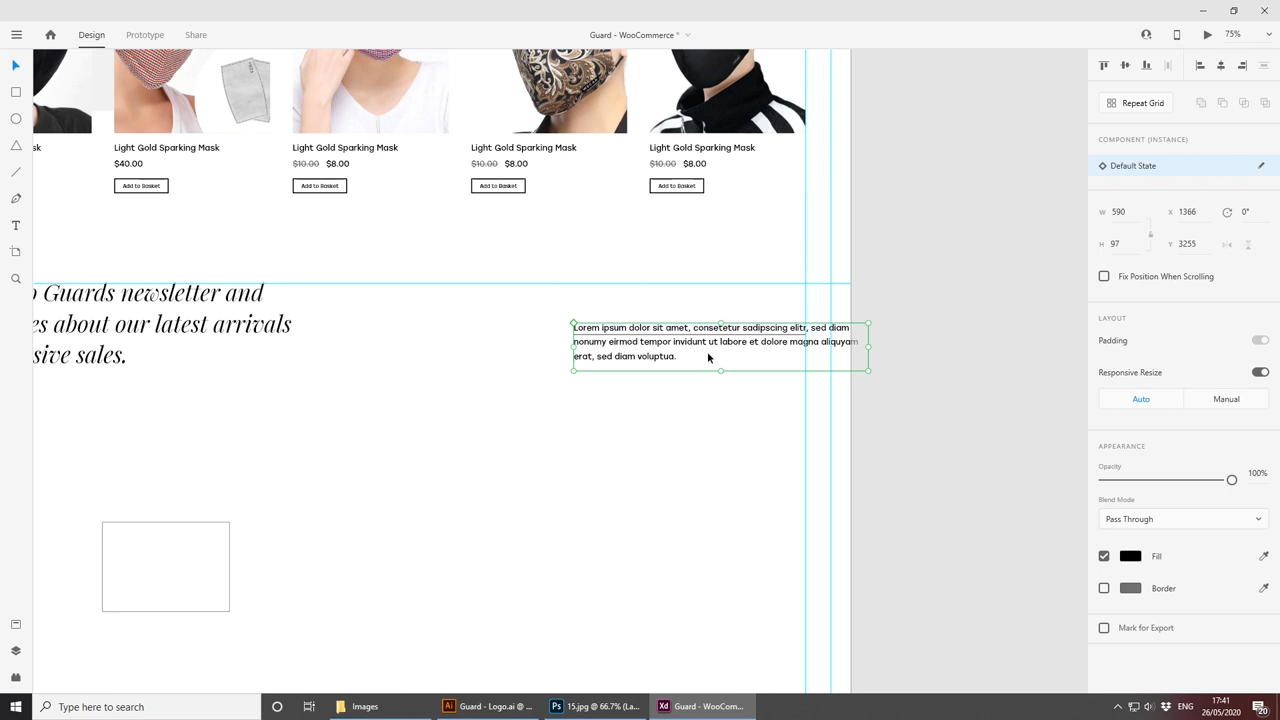 Design
Prototype
Share
Guard - WooCommerce *
75%
Repeat Grid
COMPONENT (INSTANCE)
Default State
W 590
X 1366
0°
H 97
Y 3255
Fix Position When Scrolling
LAYOUT
Padding
Responsive Resize
Auto
Manual
APPEARANCE
Opacity
100%
Blend Mode
Pass Through
Fill
Border
Mark for Export
sk
Light Gold Sparking Mask
$40.00
Add to Basket
Light Gold Sparking Mask
$10.00 $8.00
Add to Basket
Light Gold Sparking Mask
$10.00 $8.00
Add to Basket
Light Gold Sparking Mask
$10.00 $8.00
Add to Basket
Guards newsletter and
es about our latest arrivals
sive sales.
Lorem ipsum dolor sit amet, consetetur sadipscing elitr, sed diam
nonumy eirmod tempor invidunt ut labore et dolore magna aliquyam
erat, sed diam voluptua.
Type here to search
Images
Ai
Guard - Logo.ai @ ...
Ps
15.jpg @ 66.7% (La...
Xd
Guard - WooCom...
ENG
17:41
26/05/2020
20